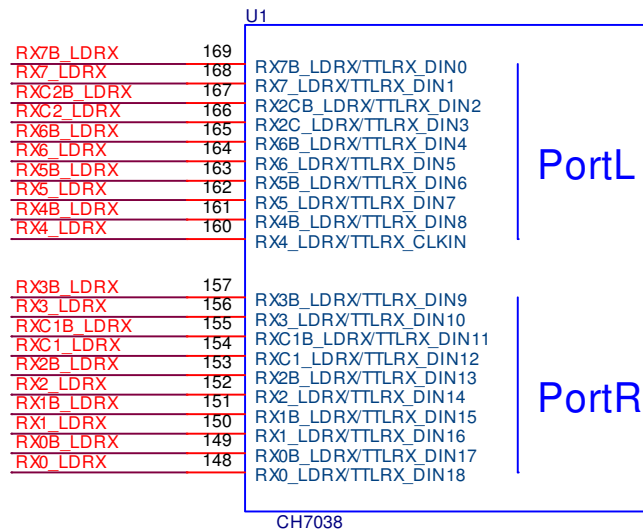 U1
RX7B_LDRX 169 RX7B_LDRX/TTLRX_DIN0
RX7_LDRX 168 RX7_LDRX/TTLRX_DIN1
RXC2B_LDRX 167 RX2CB_LDRX/TTLRX_DIN2
RXC2_LDRX 166 RX2C_LDRX/TTLRX_DIN3
RX6B_LDRX 165 RX6B_LDRX/TTLRX_DIN4
RX6_LDRX 164 RX6_LDRX/TTLRX_DIN5
RX5B_LDRX 163 RX5B_LDRX/TTLRX_DIN6
RX5_LDRX 162 RX5_LDRX/TTLRX_DIN7
RX4B_LDRX 161 RX4B_LDRX/TTLRX_DIN8
RX4_LDRX 160 RX4_LDRX/TTLRX_CLKIN
PortL
RX3B_LDRX 157 RX3B_LDRX/TTLRX_DIN9
RX3_LDRX 156 RX3_LDRX/TTLRX_DIN10
RXC1B_LDRX 155 RXC1B_LDRX/TTLRX_DIN11
RXC1_LDRX 154 RXC1_LDRX/TTLRX_DIN12
RX2B_LDRX 153 RX2B_LDRX/TTLRX_DIN13
RX2_LDRX 152 RX2_LDRX/TTLRX_DIN14
RX1B_LDRX 151 RX1B_LDRX/TTLRX_DIN15
RX1_LDRX 150 RX1_LDRX/TTLRX_DIN16
RX0B_LDRX 149 RX0B_LDRX/TTLRX_DIN17
RX0_LDRX 148 RX0_LDRX/TTLRX_DIN18
PortR
CH7038